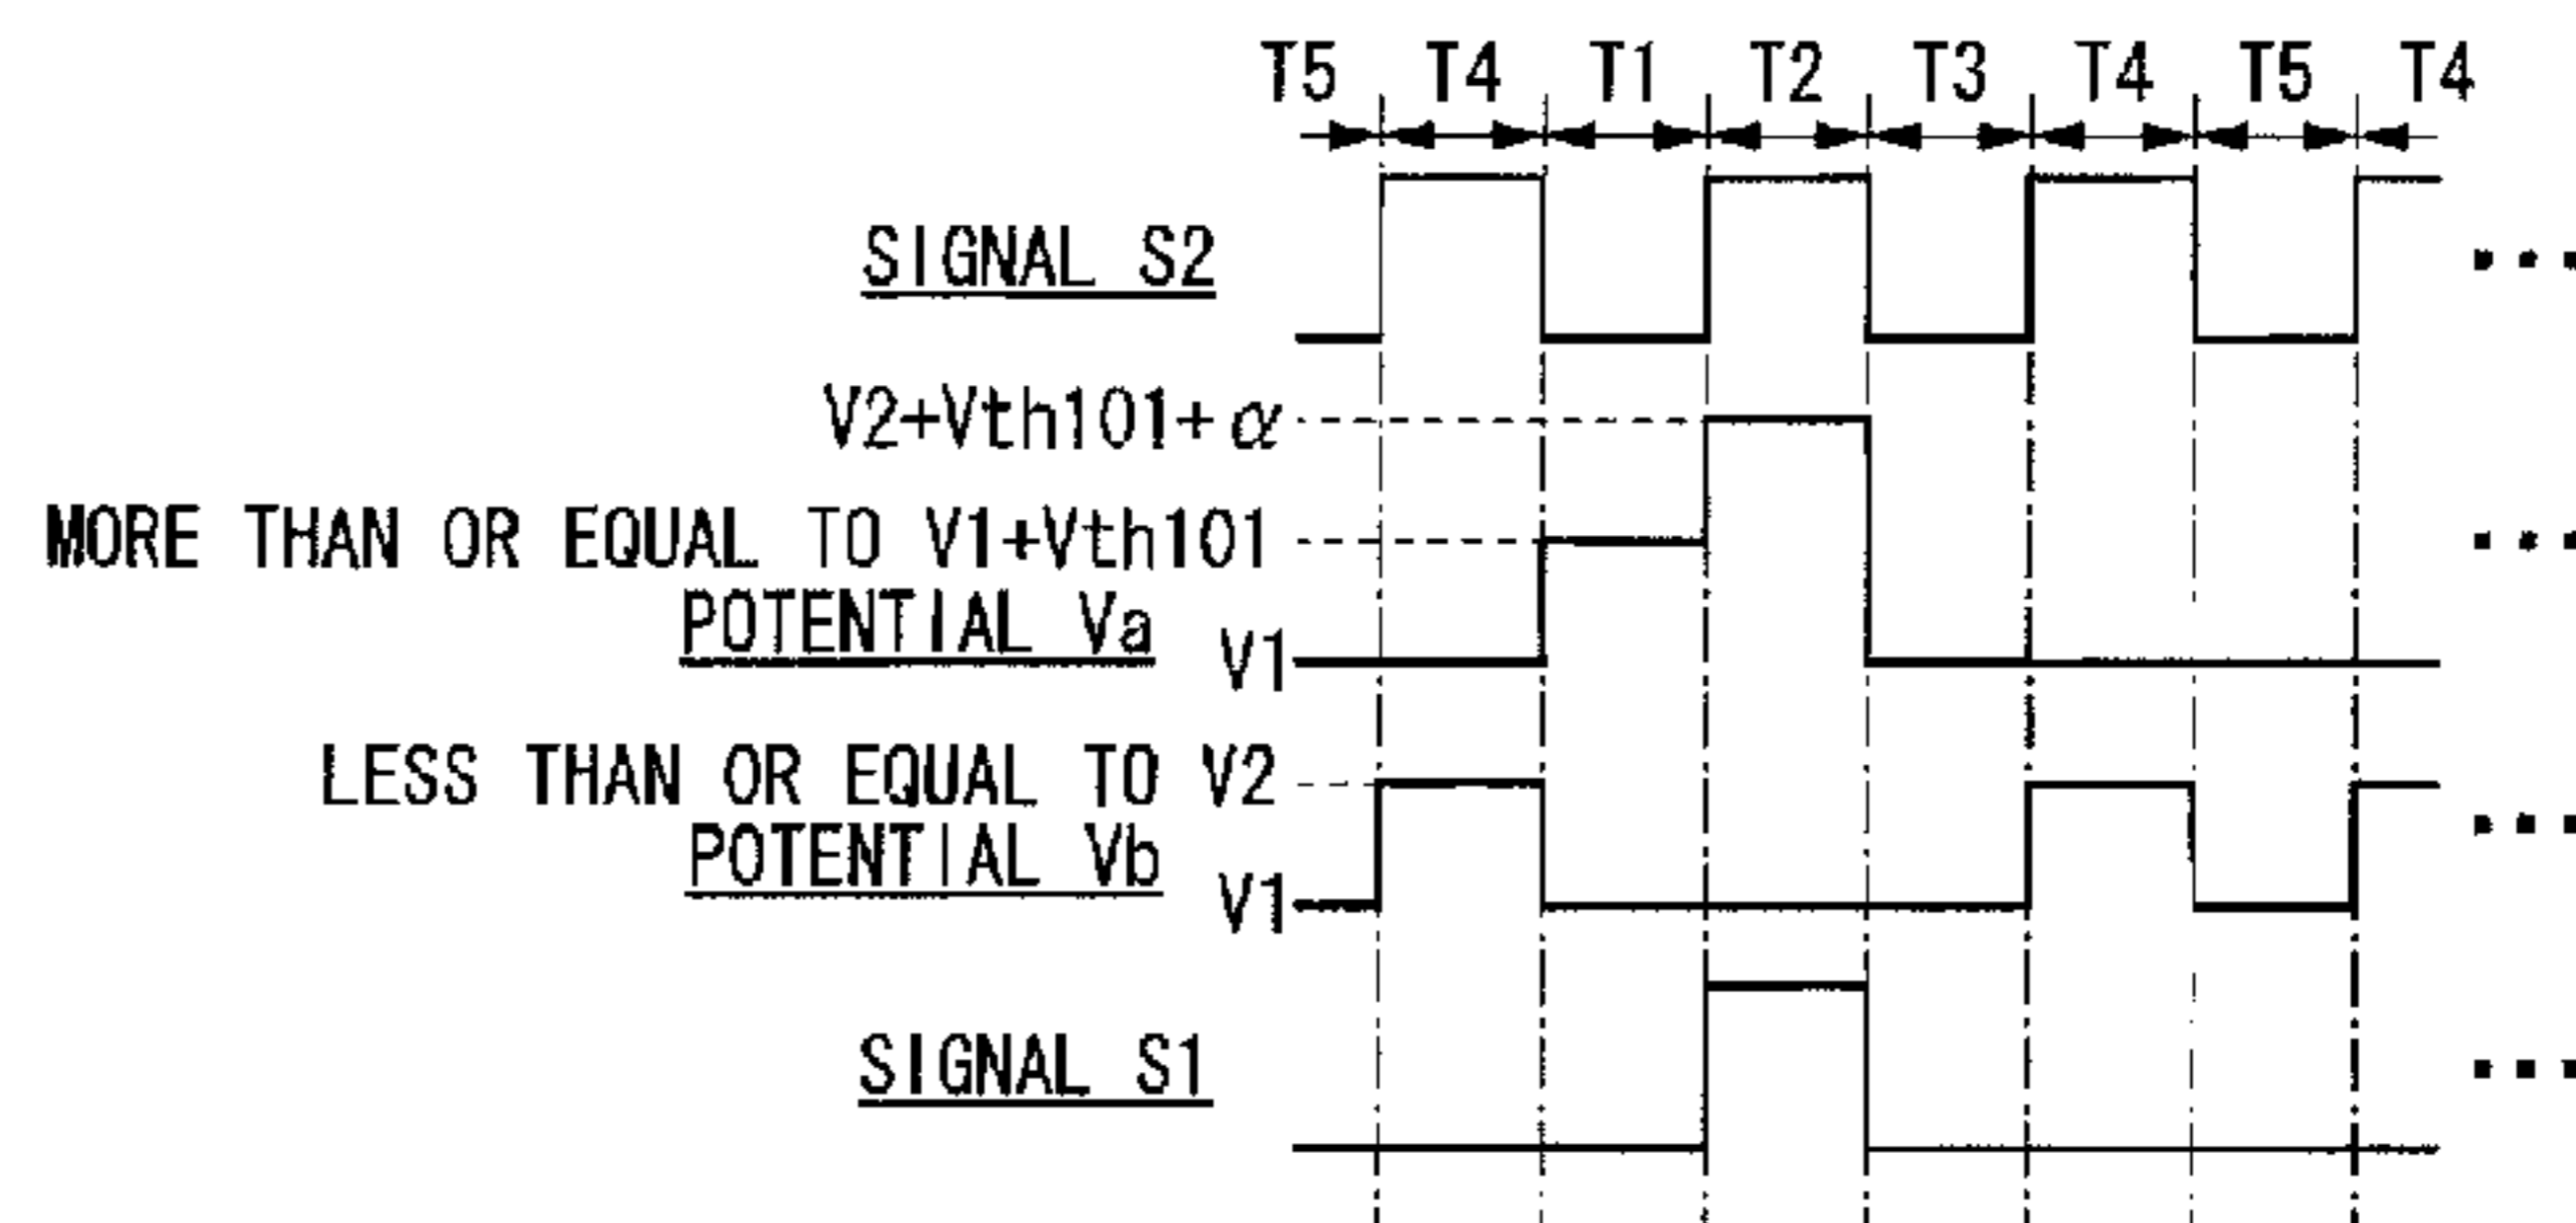 T5 T4 T1 T2 T3 T4 T5 T4
SIGNAL S2
V2+Vth101+α
MORE THAN OR EQUAL TO V1+Vth101
POTENTIAL Va
V1
LESS THAN OR EQUAL TO V2
POTENTIAL Vb
V1
SIGNAL S1